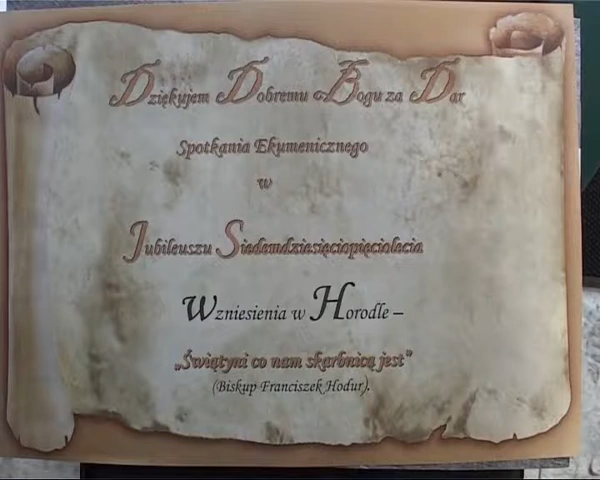 Dziękujem Dobremu Bogu za Dar
Spotkania Ekumenicznego
w
Jubileuszu Siedemdziesięciopięciolecia
Wzniesienia w Horodle –
„Świątyni co nam skarbnicą jest"
(Biskup Franciszek Hodur).